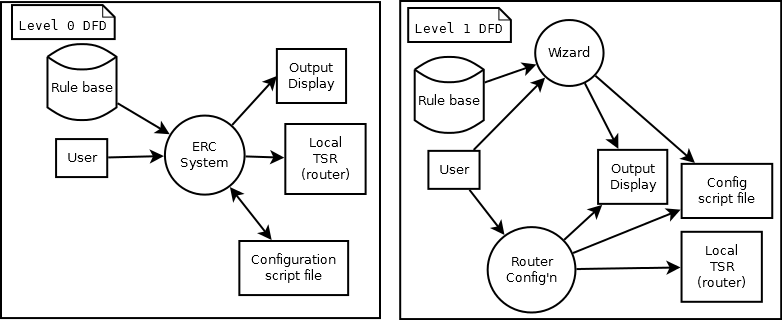 Level 0 DFD
Rule base
User
ERC
System
Output
Display
Local
TSR
(router)
Configuration
script file
Level 1 DFD
Wizard
Rule base
User
Output
Display
Config
script file
Router
Config'n
Local
TSR
(router)